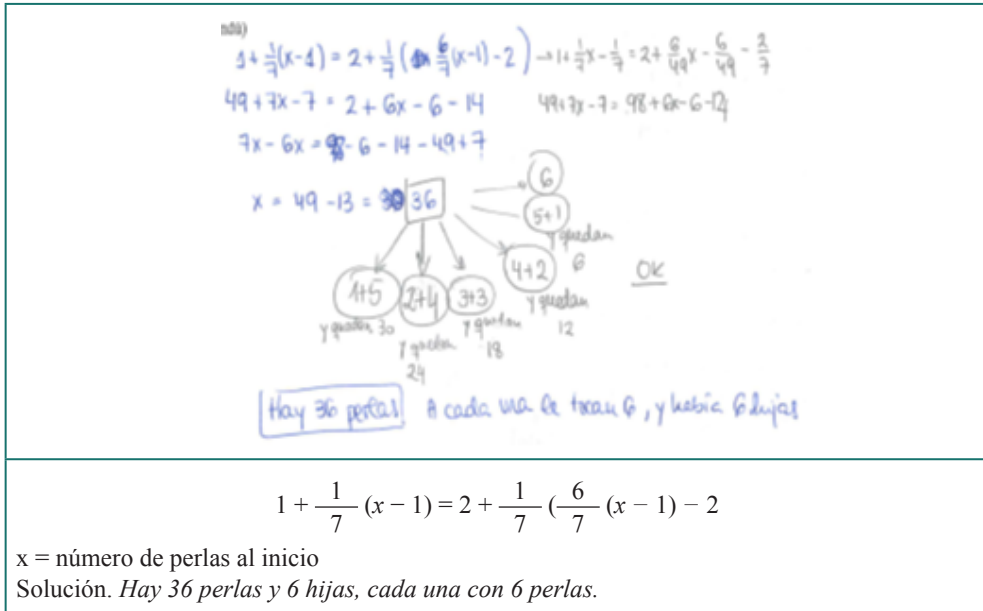 1 + 1/7 (x-1) = 2 + 1/7 ( 6/7 (x-1) - 2 ) → 1 + 1/7 x - 1/7 = 2 + 6/49 x - 6/49 - 2/7
49 + 7x - 7 = 2 + 6x - 6 - 14
49 + 7x - 7 = 98 + 6x - 6 - 14
7x - 6x = 98 - 6 - 14 - 49 + 7
x = 49 - 13 = 36
6
5+1
y quedan
6
4+2
y quedan
12
OK
1+5
y quedan 30
2+4
y quedan
24
3+3
y quedan
18
Hay 36 perlas A cada una le tocan 6, y había 6 hijas
1 + 1/7 (x − 1) = 2 + 1/7 (6/7 (x − 1) − 2
x = número de perlas al inicio
Solución. Hay 36 perlas y 6 hijas, cada una con 6 perlas.